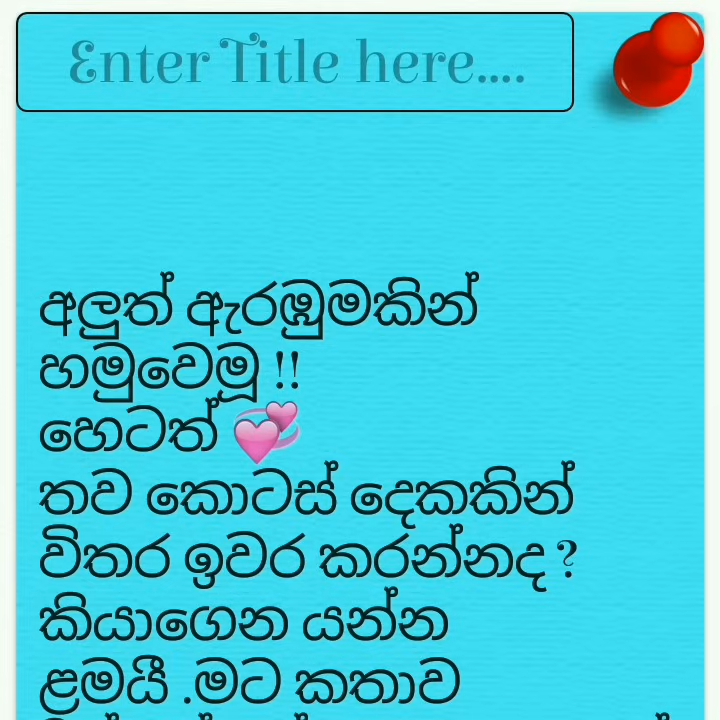 Enter Title here....
අලුත් ඇරඹුමකින්
හමුවෙමූ !!
හෙටත් 💞
තව කොටස් දෙකකින්
විතර ඉවර කරන්නද ?
කියාගෙන යන්න
ළමයී .මට කතාව